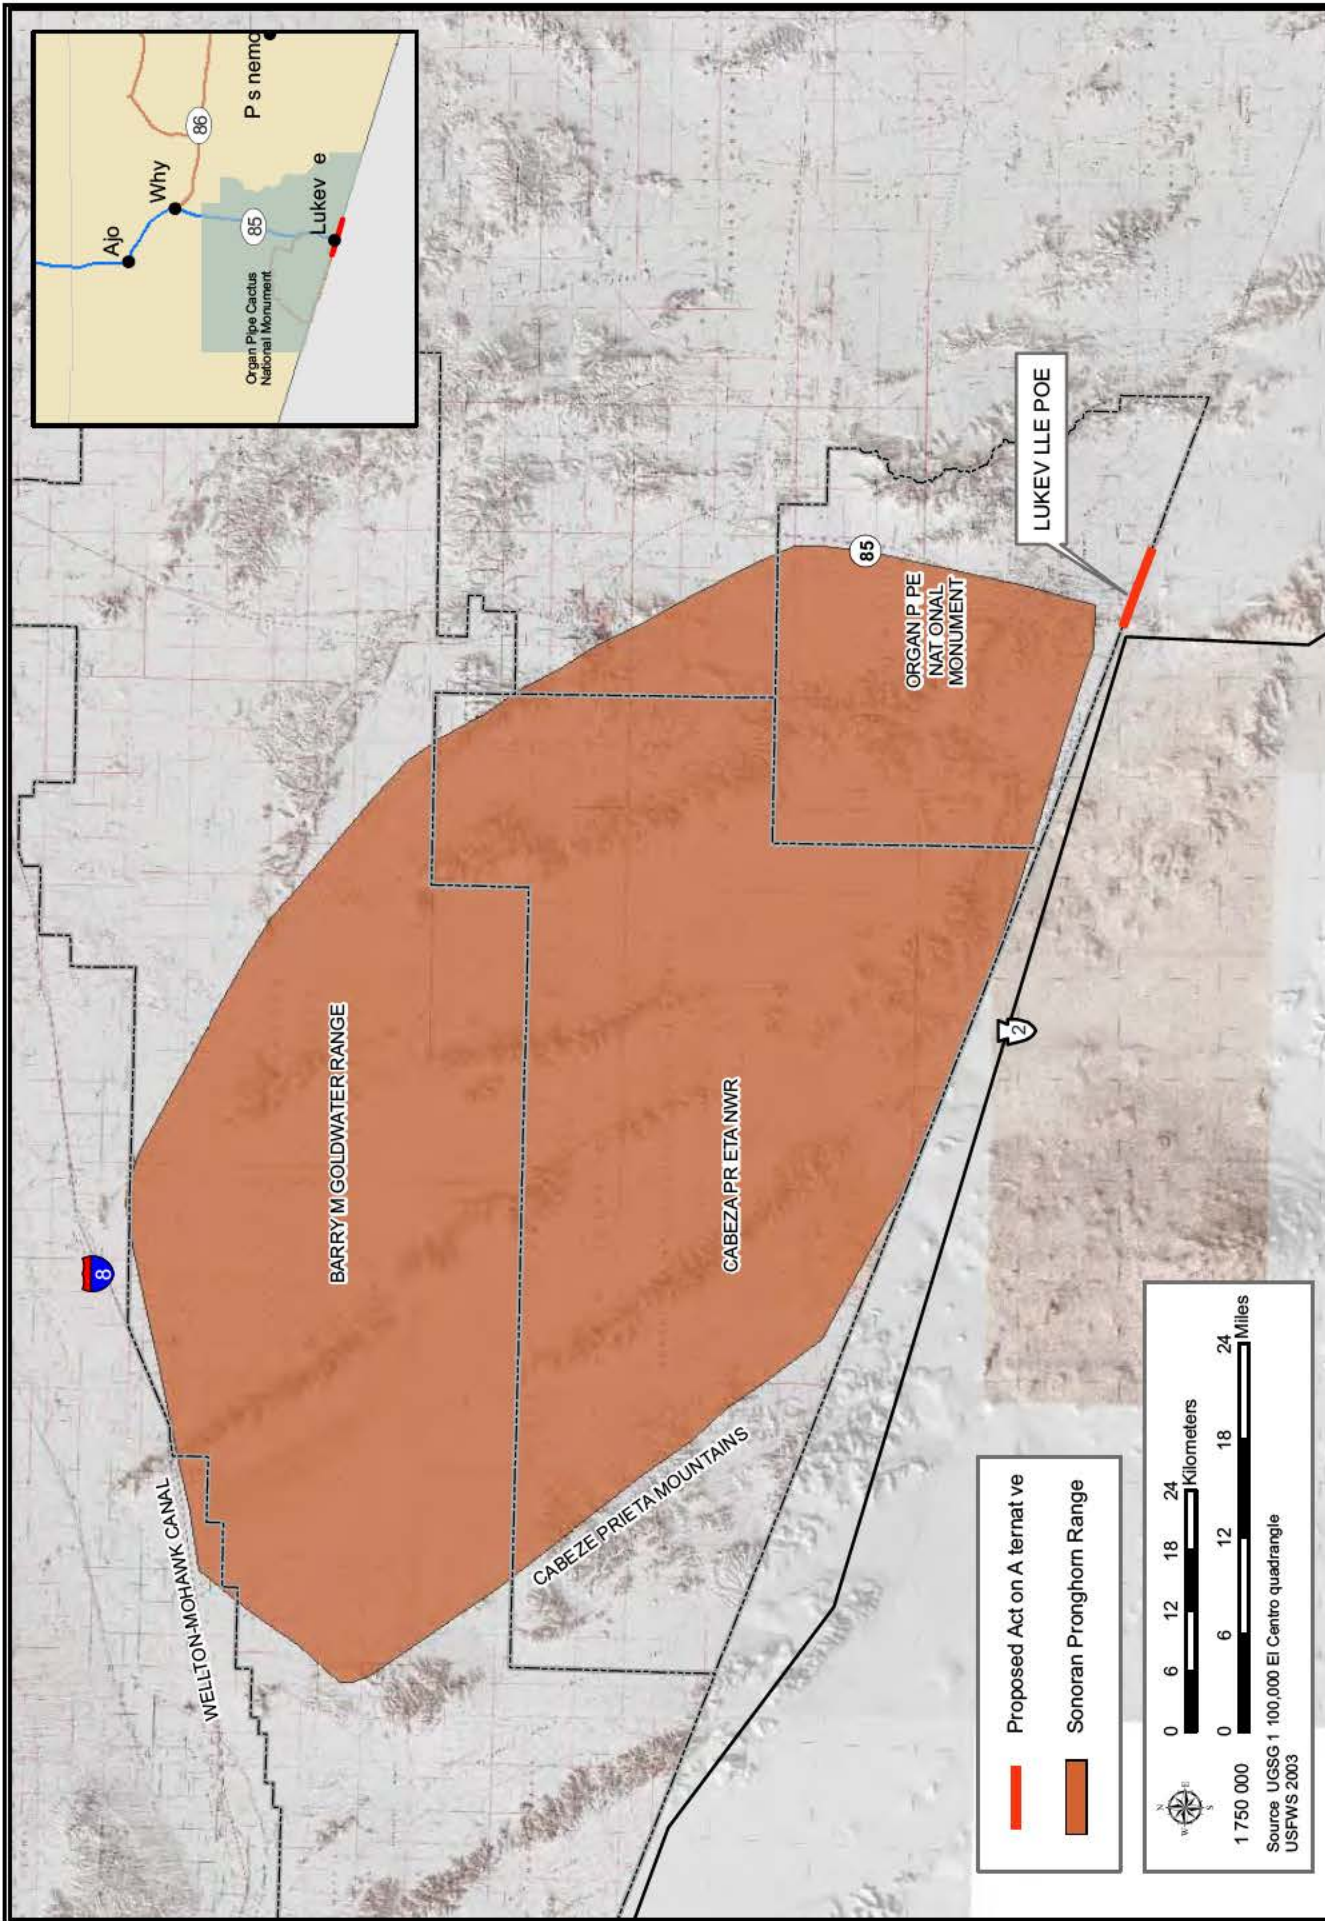 Ajo
Why
86
P s nemo
85
Organ Pipe Cactus
National Monument
Lukev e
8
WELLTON-MOHAWK CANAL
BARRY M GOLDWATER RANGE
CABEZA PR ETA NWR
CABEZE PRIETA MOUNTAINS
85
ORGAN P PE
NAT ONAL
MONUMENT
LUKEV LLE POE
2
Proposed Act on A ternat ve
Sonoran Pronghorn Range
N
W E
S
0 6 12 18 24
Kilometers
0 6 12 18 24
Miles
1 750 000
Source UGSG 1 100,000 El Centro quadrangle
USFWS 2003